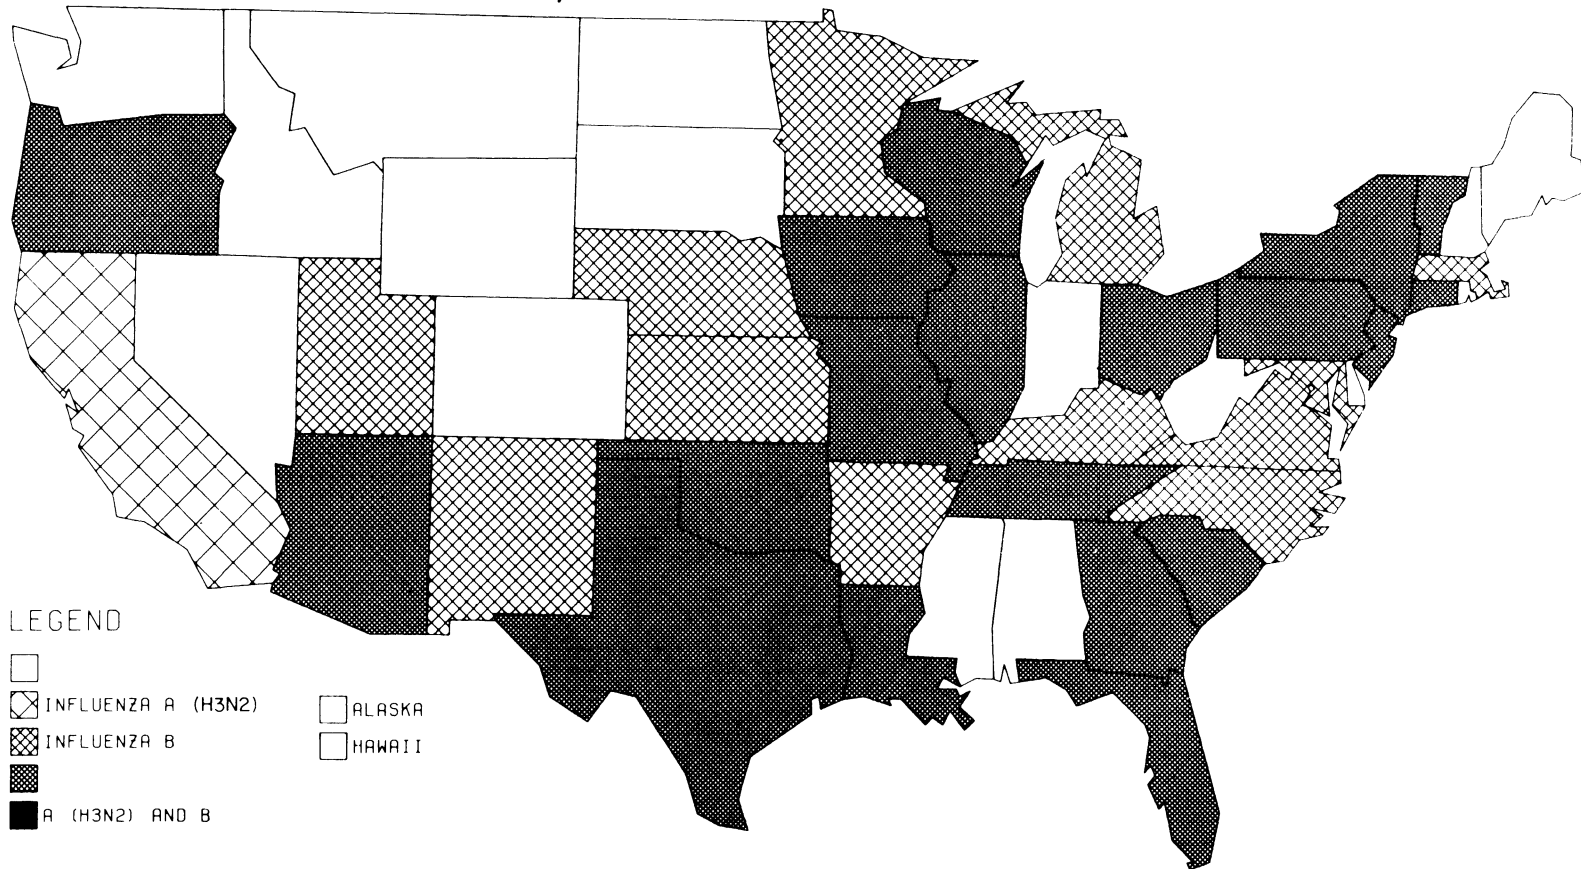 LEGEND
INFLUENZA A (H3N2)
INFLUENZA B
A (H3N2) AND B
ALASKA
HAWAII